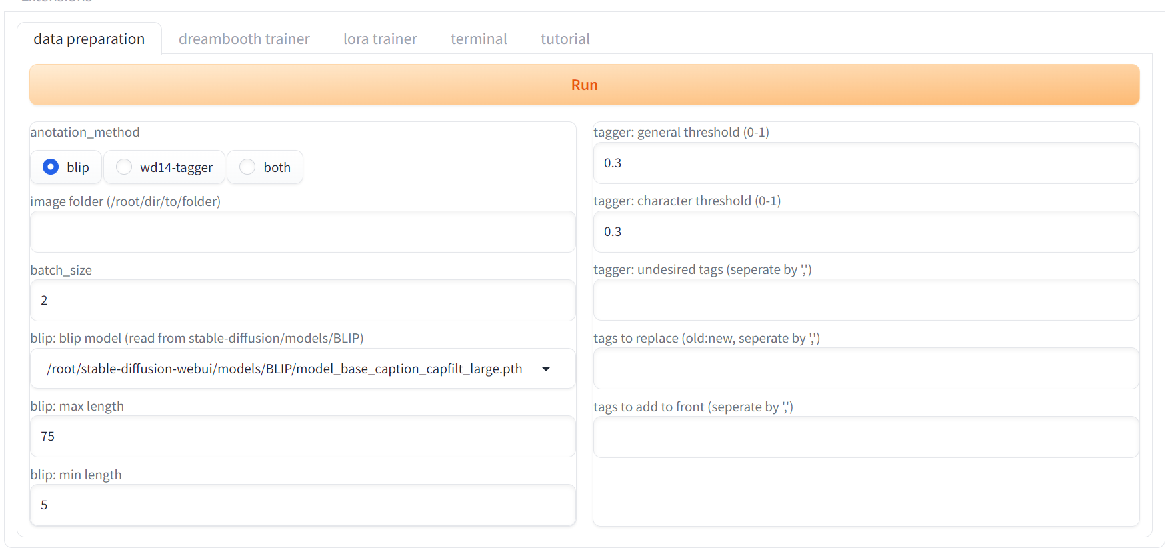 data preparation dreambooth trainer lora trainer terminal tutorial
Run
anotation_method
blip wd14-tagger both
image folder (/root/dir/to/folder)
batch_size
2
blip: blip model (read from stable-diffusion/models/BLIP)
/root/stable-diffusion-webui/models/BLIP/model_base_caption_capfilt_large.pth
blip: max length
75
blip: min length
5
tagger: general threshold (0-1)
0.3
tagger: character threshold (0-1)
0.3
tagger: undesired tags (seperate by ',')
tags to replace (old:new, seperate by ',')
tags to add to front (seperate by ',')